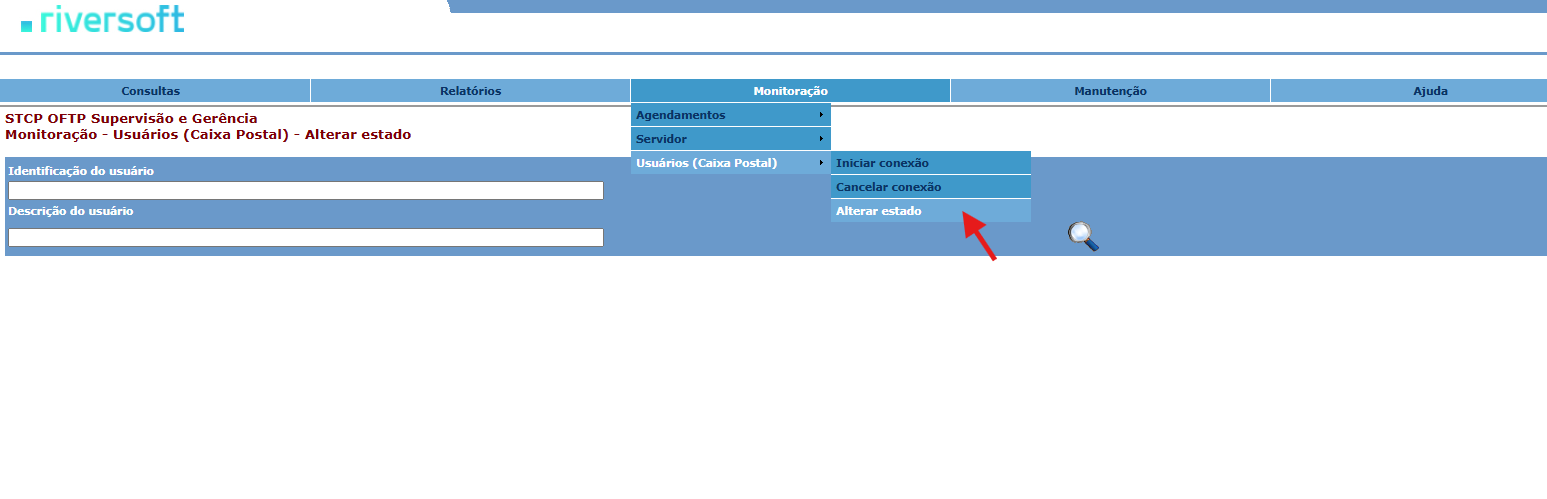 riversoft
Consultas Relatórios Monitoração Manutenção Ajuda
STCP OFTP Supervisão e Gerência
Monitoração - Usuários (Caixa Postal) - Alterar estado
Agendamentos
Servidor
Usuários (Caixa Postal)
Iniciar conexão
Cancelar conexão
Alterar estado
Identificação do usuário
Descrição do usuário